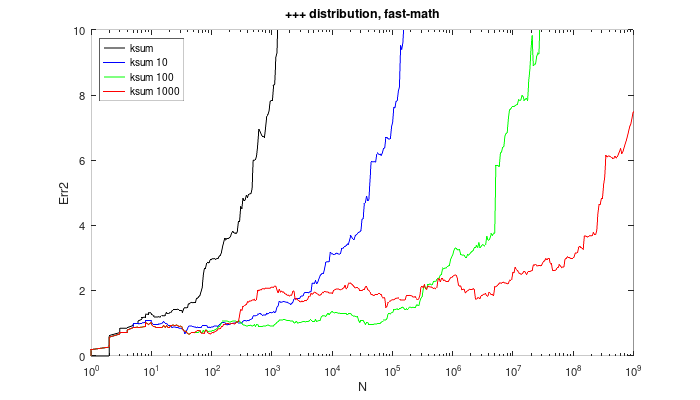 +++ distribution, fast-math
10
8
6
4
2
0
Err2
ksum
ksum 10
ksum 100
ksum 1000
10^0 10^1 10^2 10^3 10^4 10^5 10^6 10^7 10^8 10^9
N